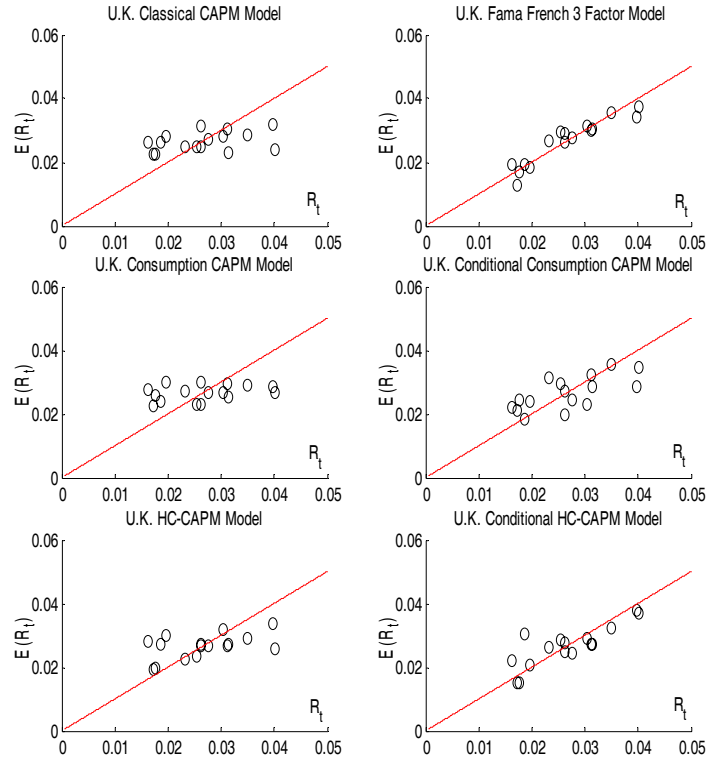 U.K. Classical CAPM Model
0.06
0.04
0.02
0
E (R_t)
R_t
0 0.01 0.02 0.03 0.04 0.05
U.K. Fama French 3 Factor Model
0.06
0.04
0.02
0
E (R_t)
R_t
0 0.01 0.02 0.03 0.04 0.05
U.K. Consumption CAPM Model
0.06
0.04
0.02
0
E (R_t)
R_t
0 0.01 0.02 0.03 0.04 0.05
U.K. Conditional Consumption CAPM Model
0.06
0.04
0.02
0
E (R_t)
R_t
0 0.01 0.02 0.03 0.04 0.05
U.K. HC-CAPM Model
0.06
0.04
0.02
0
E (R_t)
R_t
0 0.01 0.02 0.03 0.04 0.05
U.K. Conditional HC-CAPM Model
0.06
0.04
0.02
0
E (R_t)
R_t
0 0.01 0.02 0.03 0.04 0.05